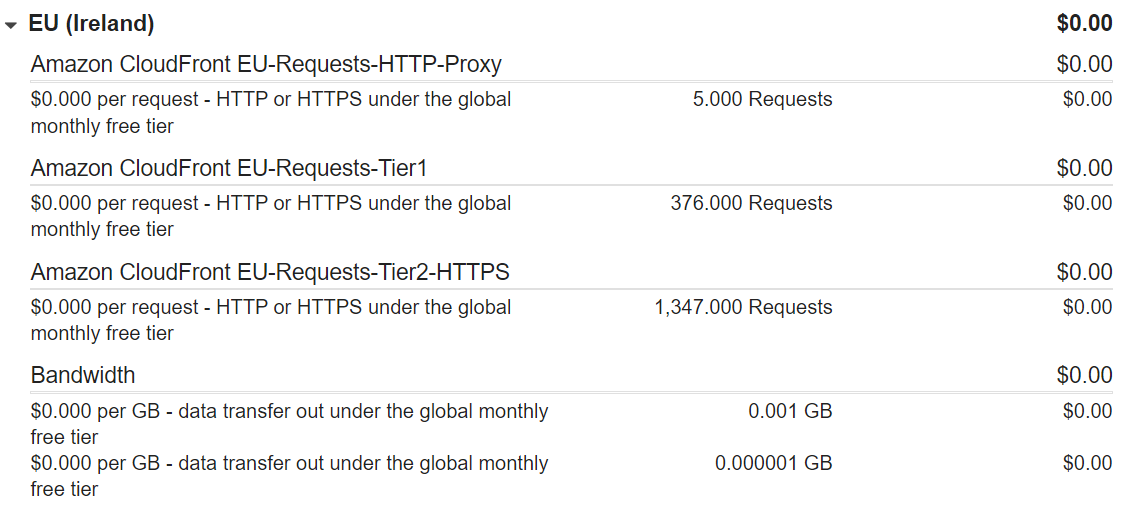 EU (Ireland) $0.00
Amazon CloudFront EU-Requests-HTTP-Proxy $0.00
$0.000 per request - HTTP or HTTPS under the global 5.000 Requests $0.00
monthly free tier
Amazon CloudFront EU-Requests-Tier1 $0.00
$0.000 per request - HTTP or HTTPS under the global 376.000 Requests $0.00
monthly free tier
Amazon CloudFront EU-Requests-Tier2-HTTPS $0.00
$0.000 per request - HTTP or HTTPS under the global 1,347.000 Requests $0.00
monthly free tier
Bandwidth $0.00
$0.000 per GB - data transfer out under the global monthly 0.001 GB $0.00
free tier
$0.000 per GB - data transfer out under the global monthly 0.000001 GB $0.00
free tier